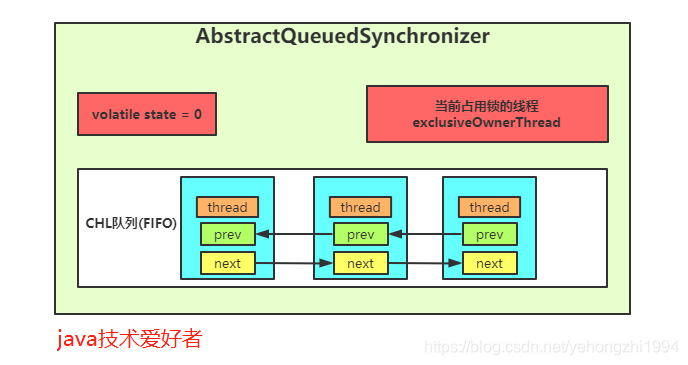 AbstractQueuedSynchronizer
volatile state = 0
当前占用锁的线程
exclusiveOwnerThread
CHL队列(FIFO)
thread
thread
thread
prev
prev
prev
next
next
next
java技术爱好者
https://blog.csdn.net/yehongzhi1994